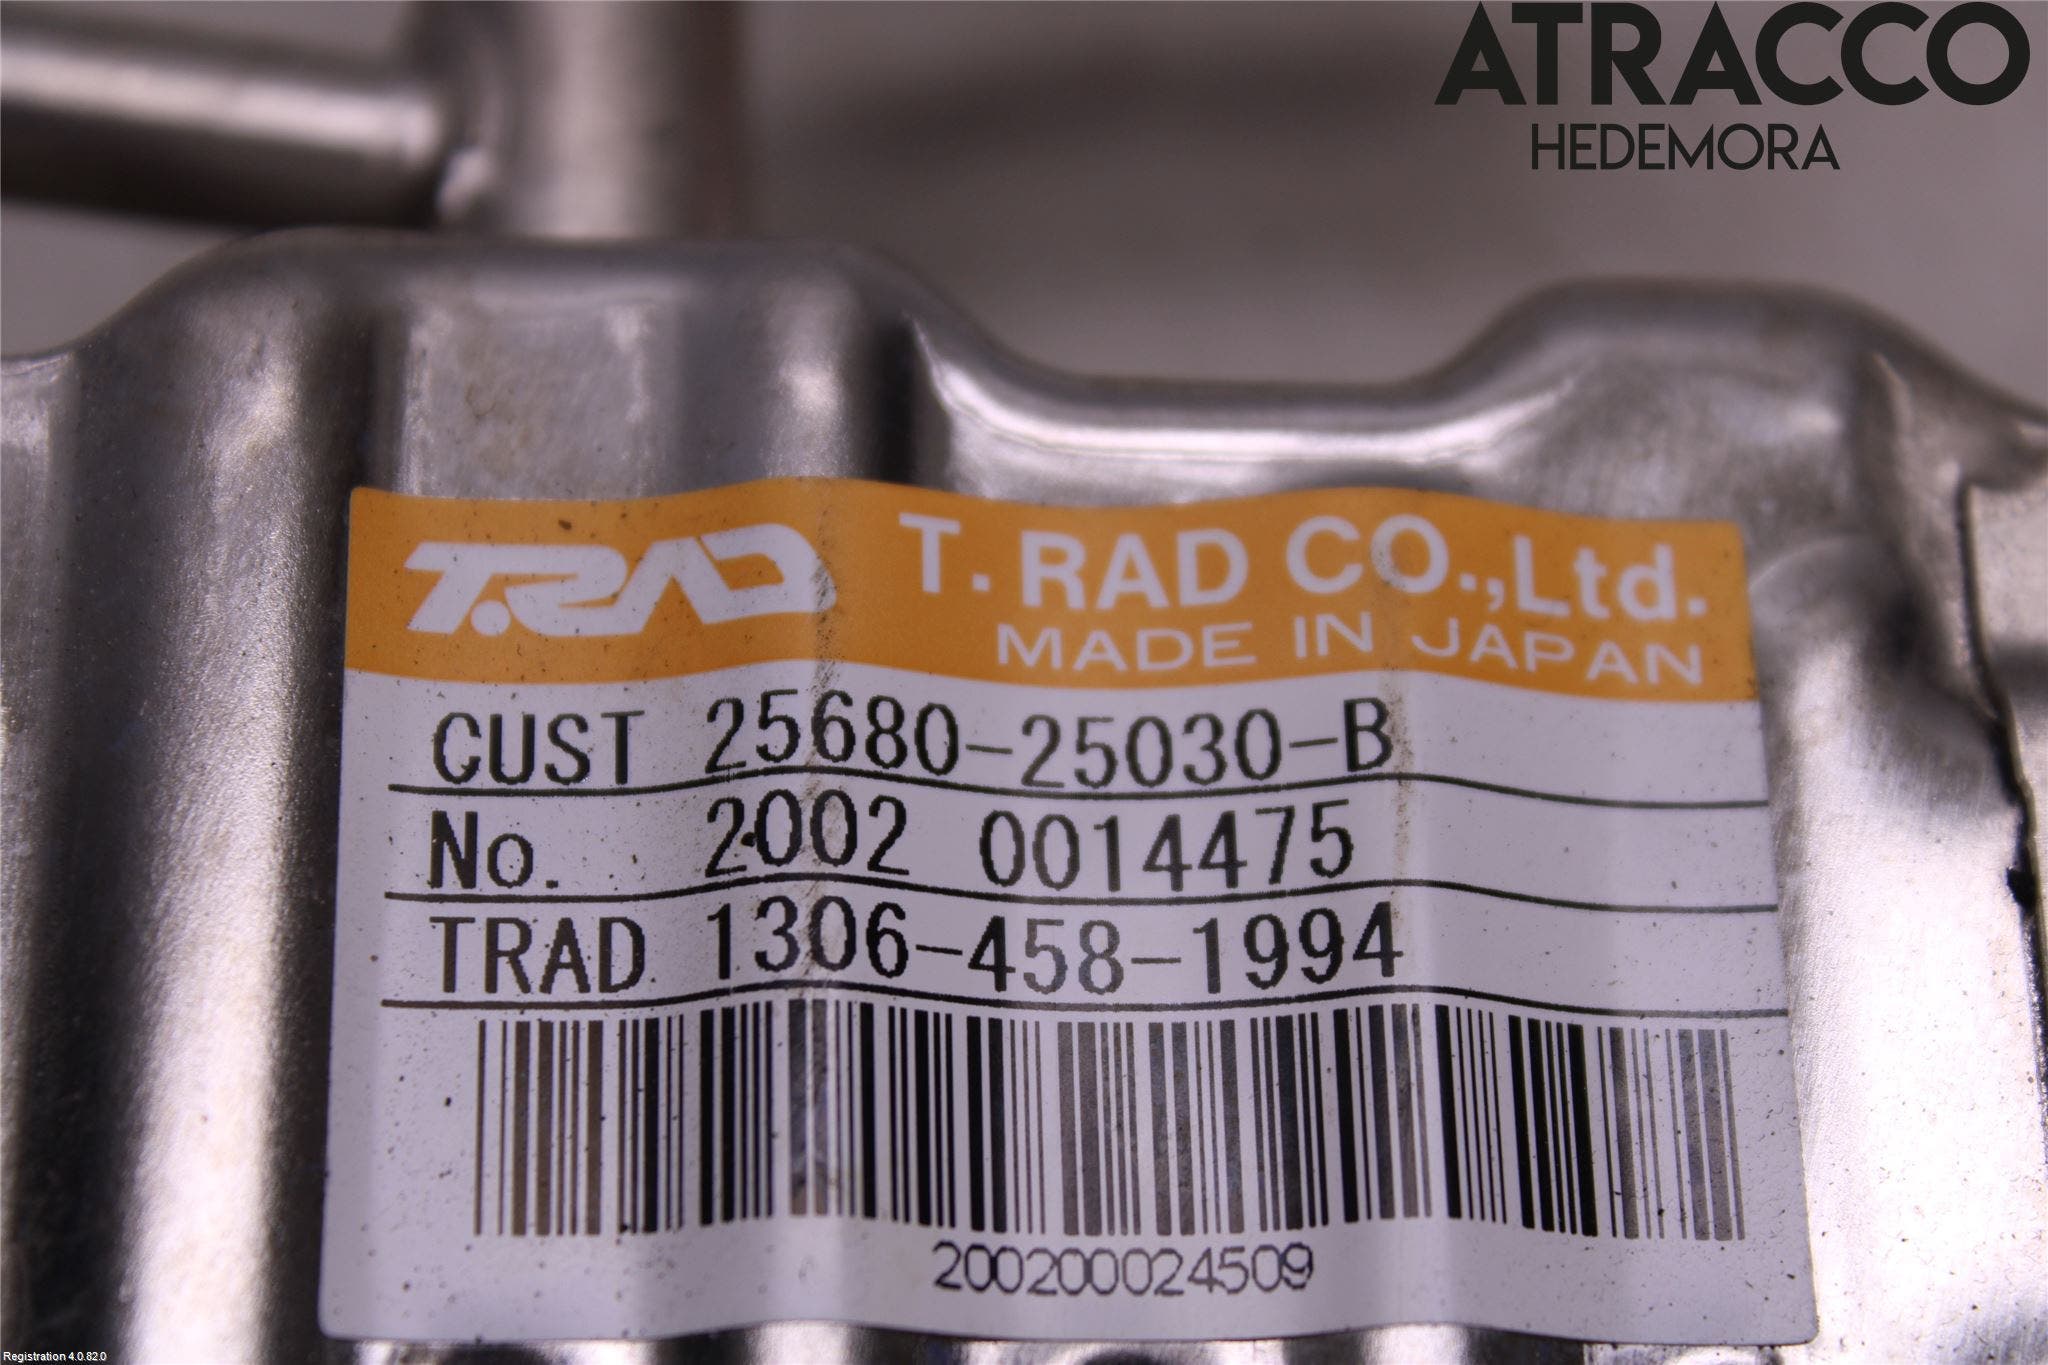 ATRACCO
HEDEMORA
T.RAD T. RAD CO.,Ltd.
MADE IN JAPAN
CUST 25680-25030-B
No. 2002 0014475
TRAD 1306-458-1994
200200024509
Registration 4.0.82.0